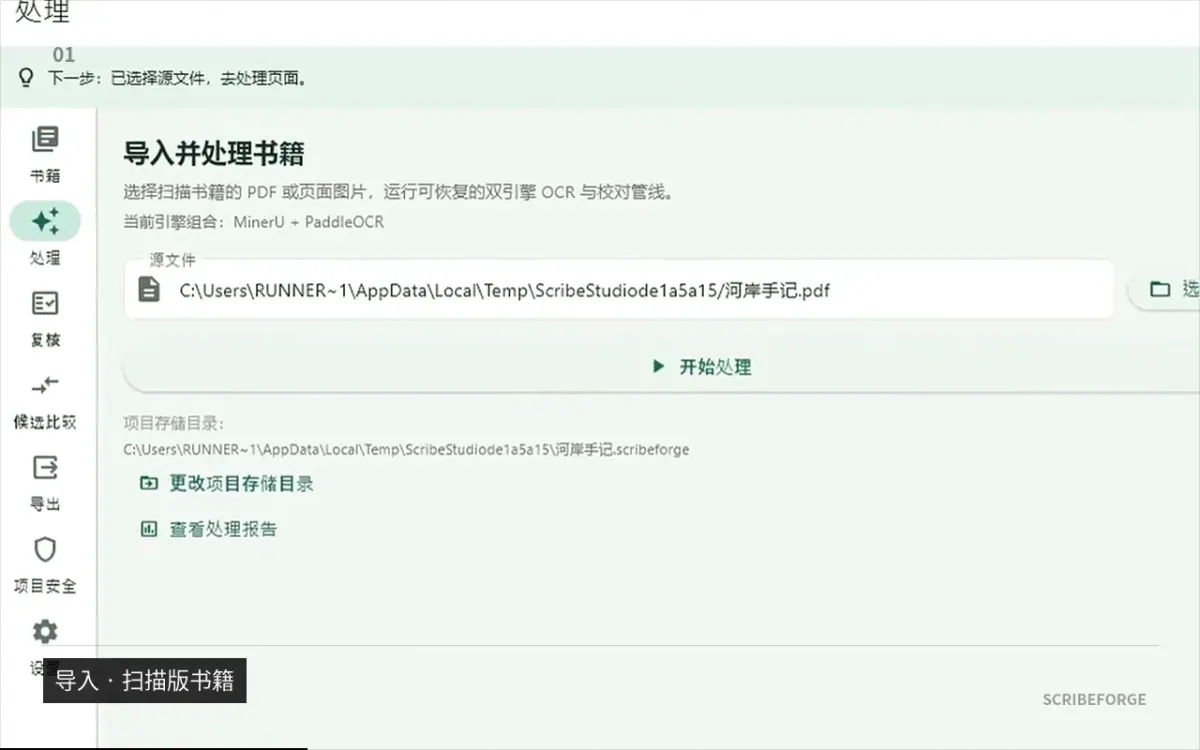 处理
01
下一步：已选择源文件，去处理页面。
书籍
处理
复核
候选比较
导出
项目安全
导入并处理书籍
选择扫描书籍的 PDF 或页面图片，运行可恢复的双引擎 OCR 与校对管线。
当前引擎组合：MinerU + PaddleOCR
源文件
C:\Users\RUNNER~1\AppData\Local\Temp\ScribeStudiode1a5a15/河岸手记.pdf
选
开始处理
项目存储目录：
C:\Users\RUNNER~1\AppData\Local\Temp\ScribeStudiode1a5a15\河岸手记.scribeforge
更改项目存储目录
查看处理报告
导入 · 扫描版书籍
SCRIBEFORGE